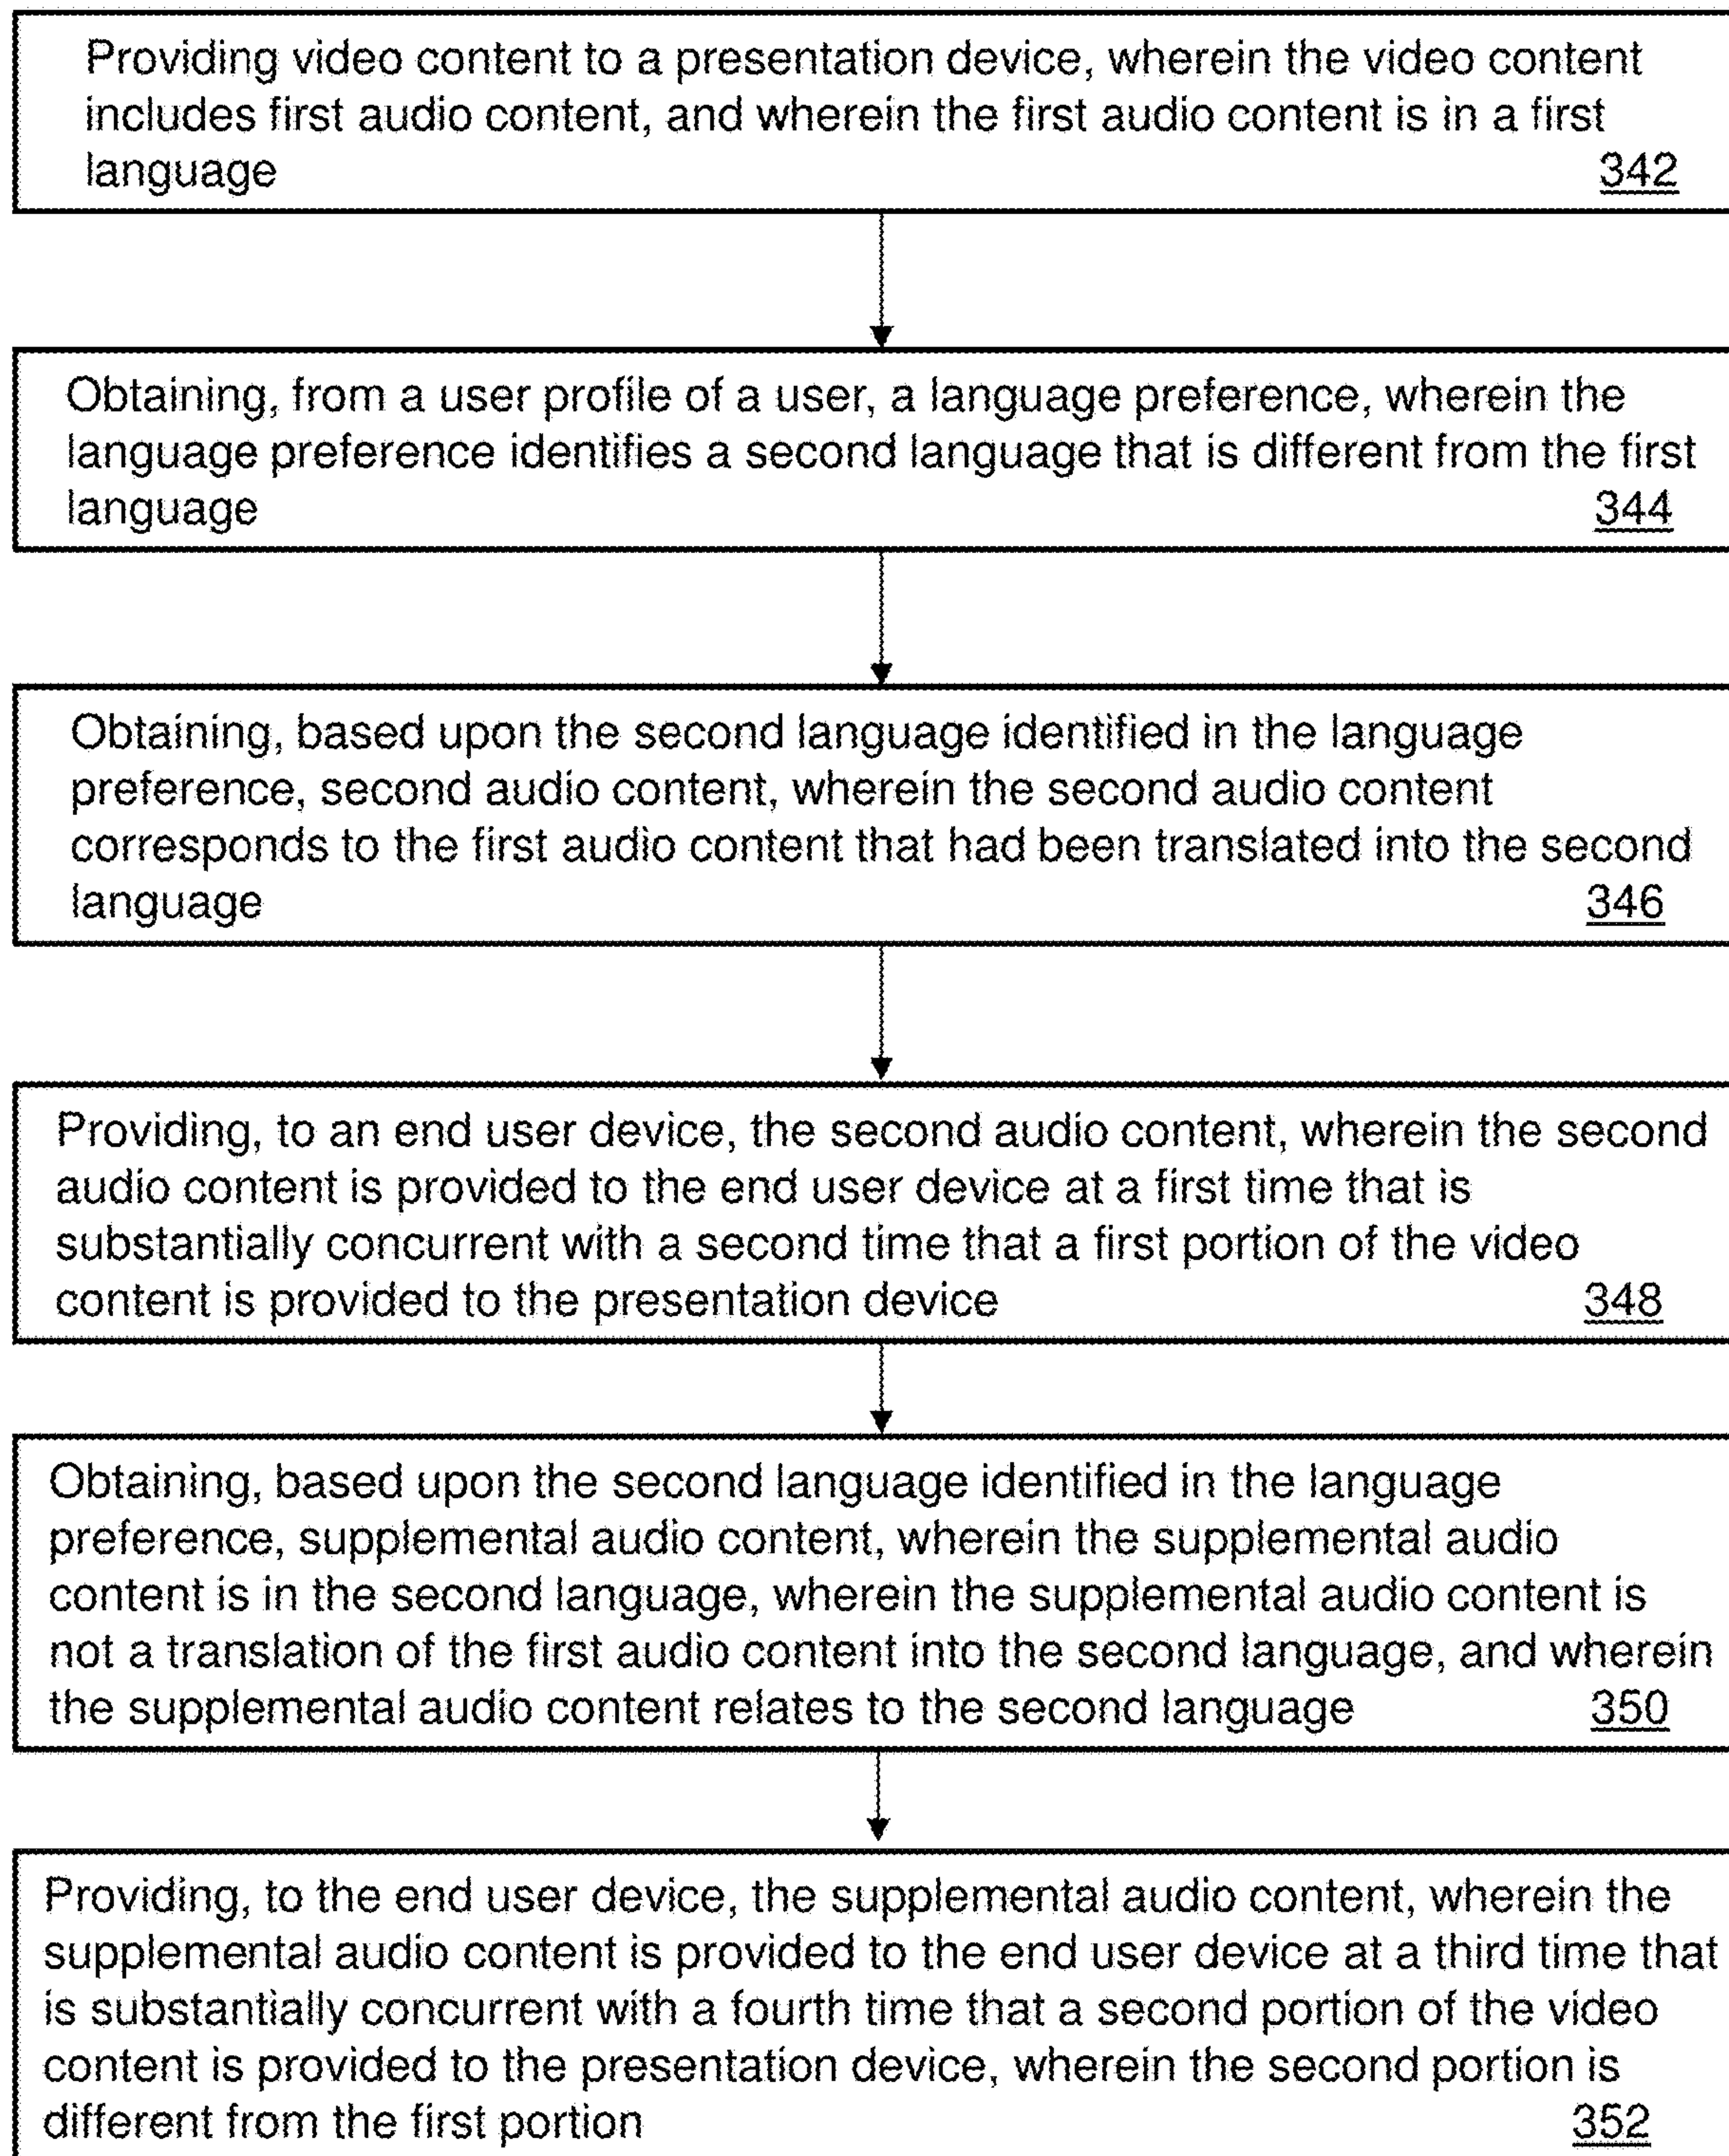 Providing video content to a presentation device, wherein the video content
includes first audio content, and wherein the first audio content is in a first
language 342
Obtaining, from a user profile of a user, a language preference, wherein the
language preference identifies a second language that is different from the first
language 344
Obtaining, based upon the second language identified in the language
preference, second audio content, wherein the second audio content
corresponds to the first audio content that had been translated into the second
language 346
Providing, to an end user device, the second audio content, wherein the second
audio content is provided to the end user device at a first time that is
substantially concurrent with a second time that a first portion of the video
content is provided to the presentation device 348
Obtaining, based upon the second language identified in the language
preference, supplemental audio content, wherein the supplemental audio
content is in the second language, wherein the supplemental audio content is
not a translation of the first audio content into the second language, and wherein
the supplemental audio content relates to the second language 350
Providing, to the end user device, the supplemental audio content, wherein the
supplemental audio content is provided to the end user device at a third time that
is substantially concurrent with a fourth time that a second portion of the video
content is provided to the presentation device, wherein the second portion is
different from the first portion 352